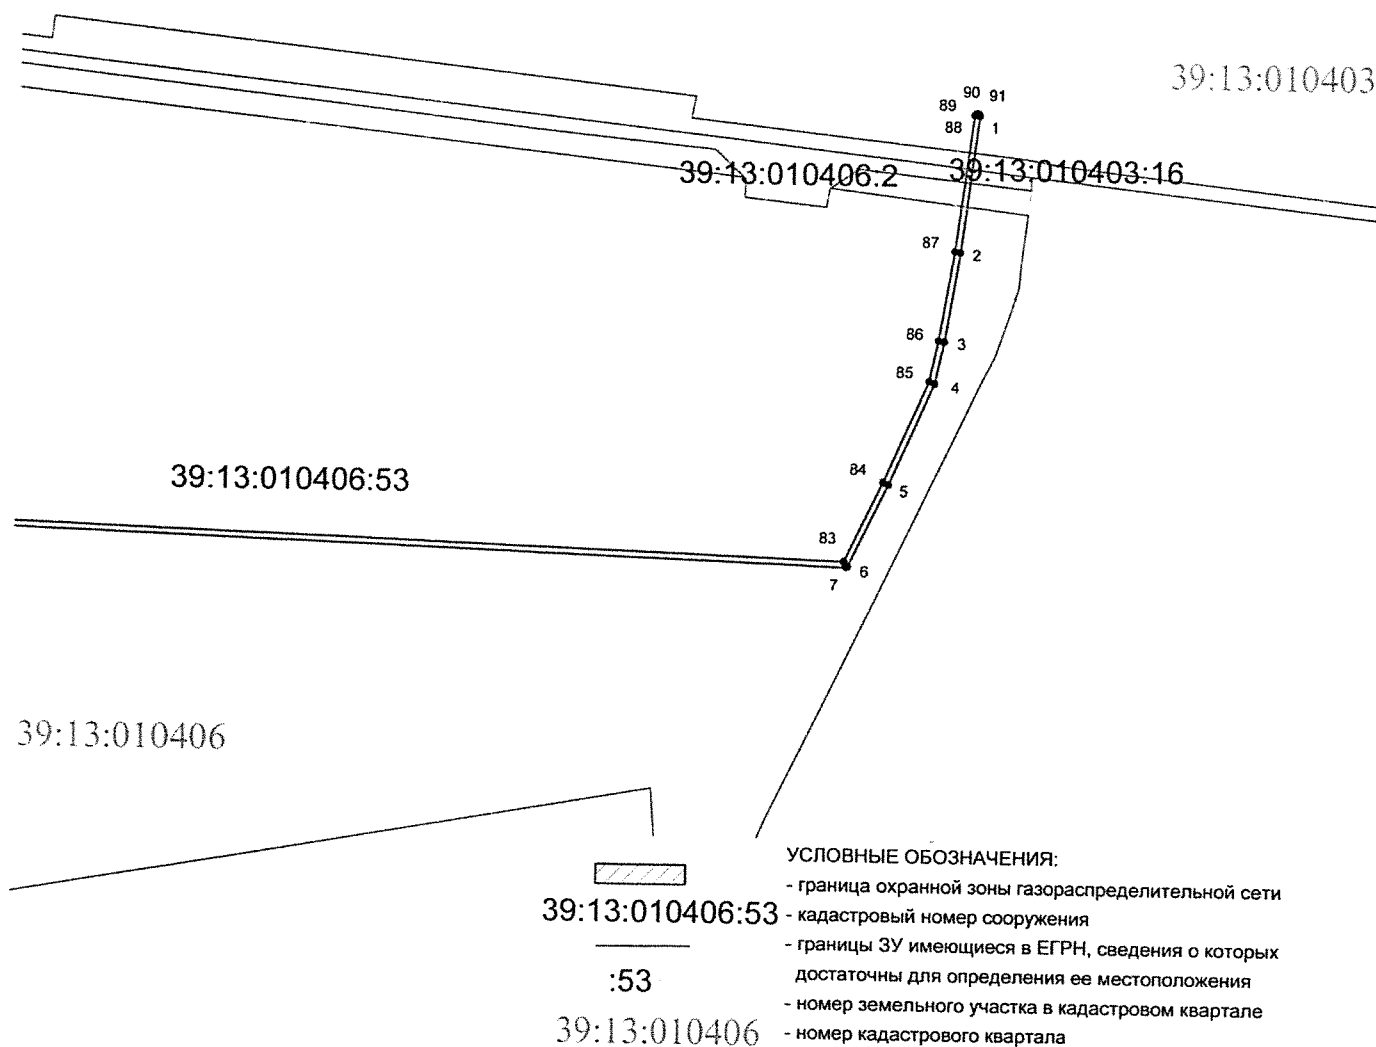 39:13:010403
90 91
89
88 1
39:13:010406:2 39:13:010403:16
87 2
86 3
85 4
39:13:010406:53
84 5
83 6
7
39:13:010406
УСЛОВНЫЕ ОБОЗНАЧЕНИЯ:
- граница охранной зоны газораспределительной сети
39:13:010406:53 - кадастровый номер сооружения
- границы ЗУ имеющиеся в ЕГРН, сведения о которых
достаточны для определения ее местоположения
:53 - номер земельного участка в кадастровом квартале
39:13:010406 - номер кадастрового квартала